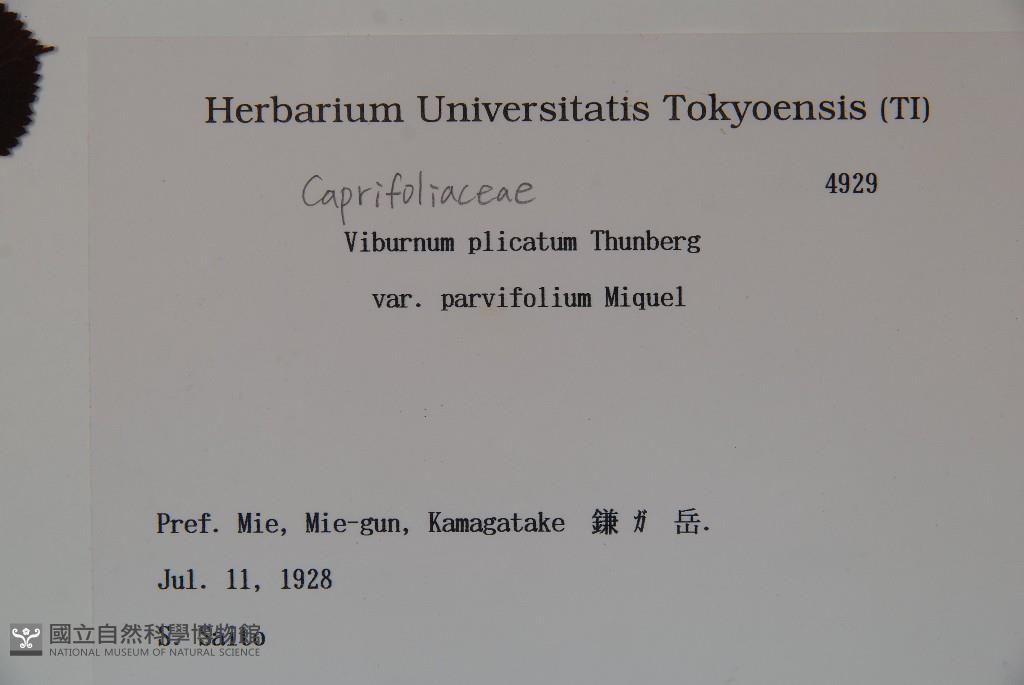 Herbarium Universitatis Tokyoensis (TI)
Caprifoliaceae 4929
Viburnum plicatum Thunberg
var. parvifolium Miquel
Pref. Mie, Mie-gun, Kamagatake 鎌ガ岳.
Jul. 11, 1928
S. Saito
國立自然科學博物館
NATIONAL MUSEUM OF NATURAL SCIENCE